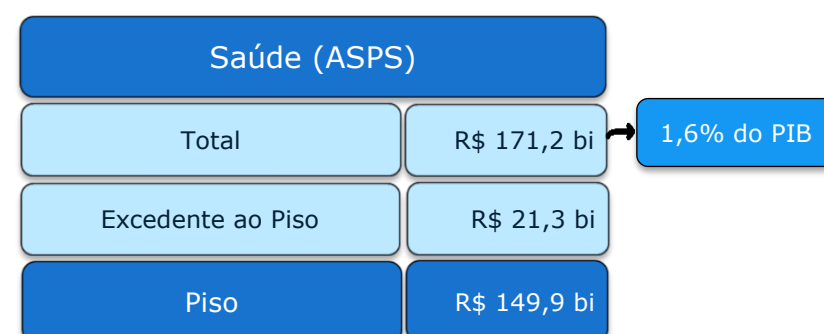 Saúde (ASPS)
Total R$ 171,2 bi 1,6% do PIB
Excedente ao Piso R$ 21,3 bi
Piso R$ 149,9 bi